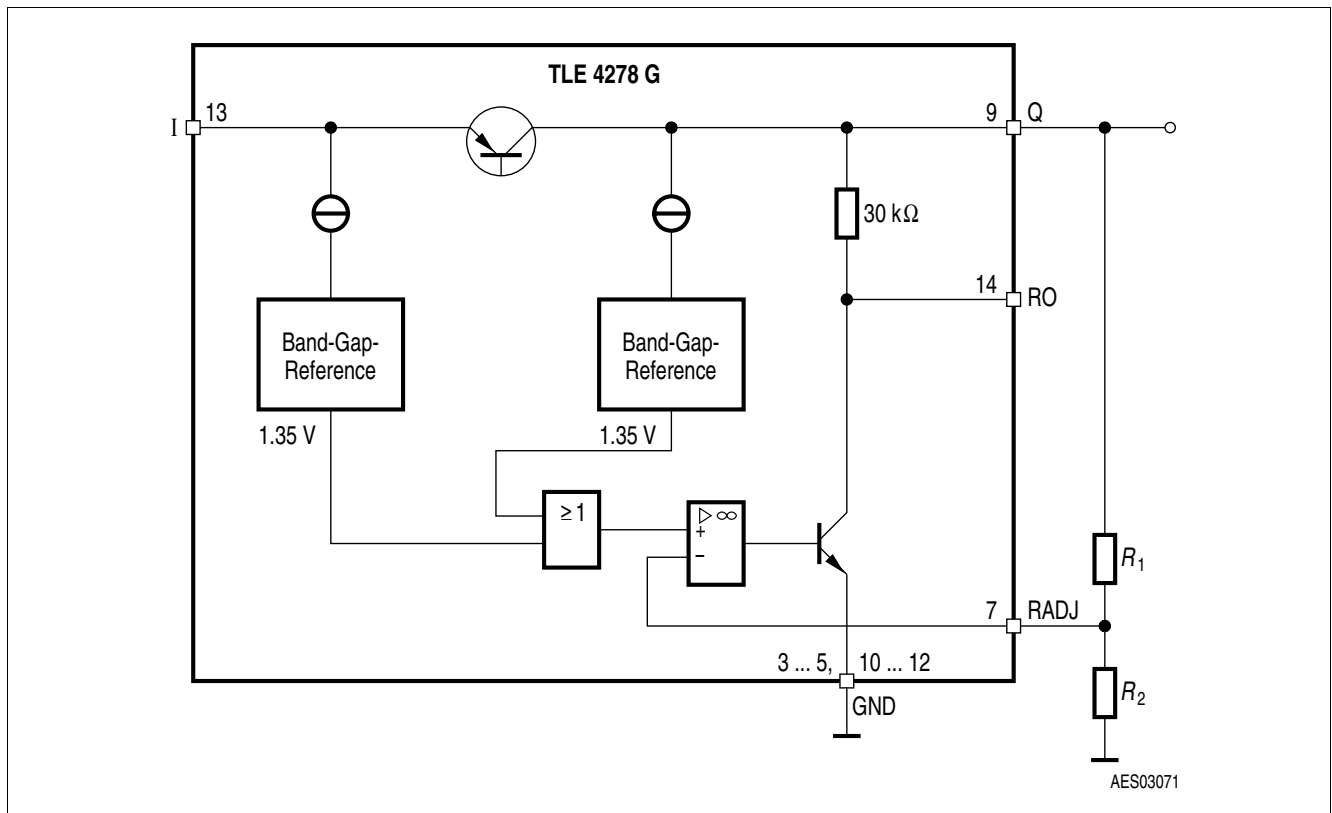 TLE 4278 G
I
13
9
Q
30 kΩ
14
RO
Band-Gap-
Reference
Band-Gap-
Reference
1.35 V
1.35 V
≥ 1
▷ ∞
+
−
R1
7
RADJ
3 ... 5,
10 ... 12
GND
R2
AES03071